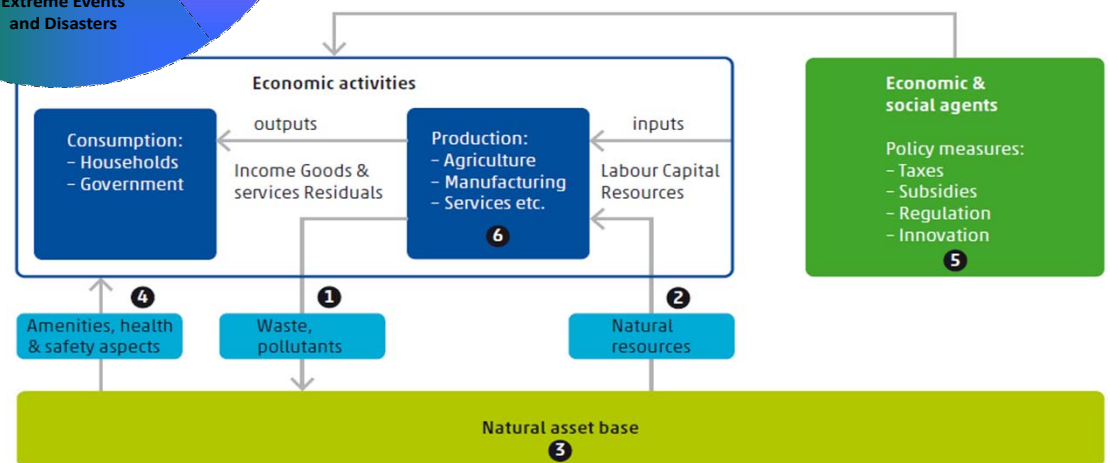 Extreme Events
and Disasters
Economic activities
Consumption:
– Households
– Government
outputs
Income Goods &
services Residuals
Production:
– Agriculture
– Manufacturing
– Services etc.
6
inputs
Labour Capital
Resources
Economic &
social agents
Policy measures:
– Taxes
– Subsidies
– Regulation
– Innovation
5
4
Amenities, health
& safety aspects
1
Waste,
pollutants
2
Natural
resources
Natural asset base
3